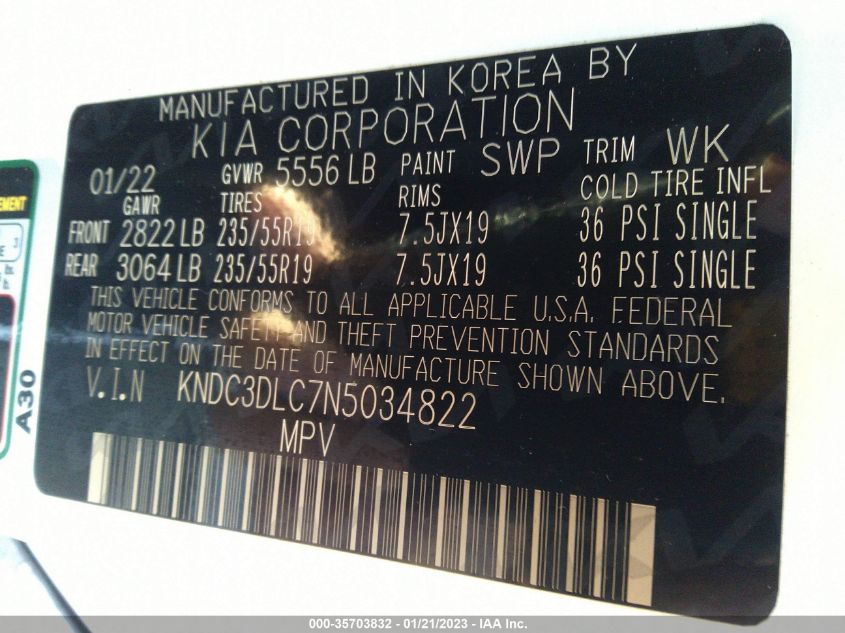 MANUFACTURED IN KOREA BY
KIA CORPORATION
01/22 GVWR 5556 LB PAINT SWP TRIM WK
GAWR TIRES RIMS COLD TIRE INFL
FRONT 2822 LB 235/55R19 7.5JX19 36 PSI SINGLE
REAR 3064 LB 235/55R19 7.5JX19 36 PSI SINGLE
THIS VEHICLE CONFORMS TO ALL APPLICABLE U.S.A. FEDERAL
MOTOR VEHICLE SAFETY AND THEFT PREVENTION STANDARDS
IN EFFECT ON THE DATE OF MANUFACTURE SHOWN ABOVE.
V.I.N KNDC3DLC7N5034822
MPV
A30
000-35703832 - 01/21/2023 - IAA Inc.